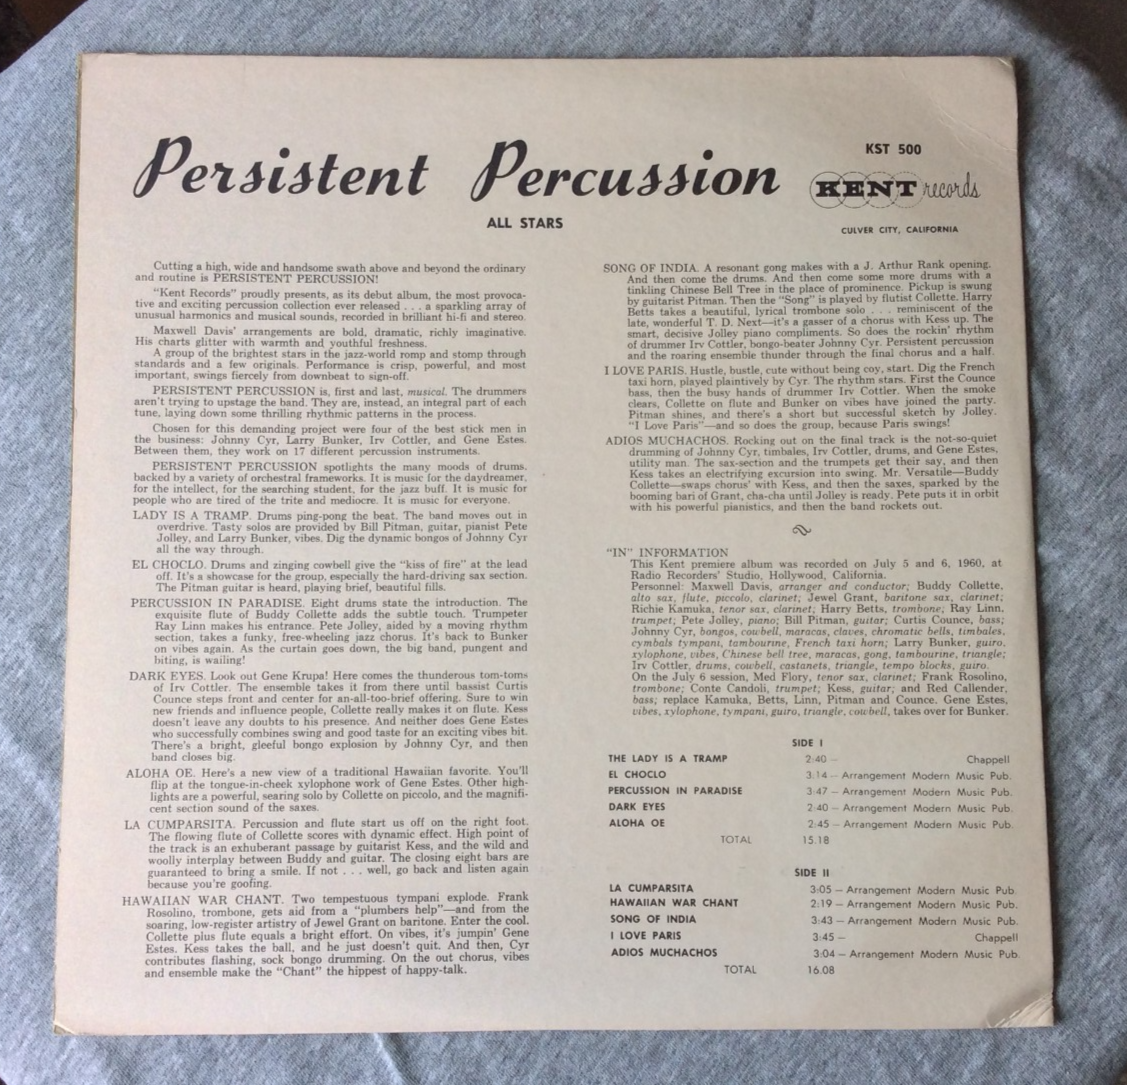 Persistent Percussion
ALL STARS
KST 500
KENT records
CULVER CITY, CALIFORNIA
Cutting a high, wide and handsome swath above and beyond the ordinary
and routine is PERSISTENT PERCUSSION!
"Kent Records" proudly presents, as its debut album, the most provoca-
tive and exciting percussion collection ever released . . . a sparkling array of
unusual harmonics and musical sounds, recorded in brilliant hi-fi and stereo.
Maxwell Davis' arrangements are bold, dramatic, richly imaginative.
His charts glitter with warmth and youthful freshness.
A group of the brightest stars in the jazz-world romp and stomp through
standards and a few originals. Performance is crisp, powerful, and most
important, swings fiercely from downbeat to sign-off.
PERSISTENT PERCUSSION is, first and last, musical. The drummers
aren't trying to upstage the band. They are, instead, an integral part of each
tune, laying down some thrilling rhythmic patterns in the process.
Chosen for this demanding project were four of the best stick men in
the business: Johnny Cyr, Larry Bunker, Irv Cottler, and Gene Estes.
Between them, they work on 17 different percussion instruments.
PERSISTENT PERCUSSION spotlights the many moods of drums.
backed by a variety of orchestral frameworks. It is music for the daydreamer,
for the intellect, for the searching student, for the jazz buff. It is music for
people who are tired of the trite and mediocre. It is music for everyone.
LADY IS A TRAMP. Drums ping-pong the beat. The band moves out in
overdrive. Tasty solos are provided by Bill Pitman, guitar, pianist Pete
Jolley, and Larry Bunker, vibes. Dig the dynamic bongos of Johnny Cyr
all the way through.
EL CHOCLO. Drums and zinging cowbell give the "kiss of fire" at the lead
off. It's a showcase for the group, especially the hard-driving sax section.
The Pitman guitar is heard, playing brief, beautiful fills.
PERCUSSION IN PARADISE. Eight drums state the introduction. The
exquisite flute of Buddy Collette adds the subtle touch. Trumpeter
Ray Linn makes his entrance. Pete Jolley, aided by a moving rhythm
section, takes a funky, free-wheeling jazz chorus. It's back to Bunker
on vibes again. As the curtain goes down, the big band, pungent and
biting, is wailing!
DARK EYES. Look out Gene Krupa! Here comes the thunderous tom-toms
of Irv Cottler. The ensemble takes it from there until bassist Curtis
Counce steps front and center for an-all-too-brief offering. Sure to win
new friends and influence people, Collette really makes it on flute. Kess
doesn't leave any doubts to his presence. And neither does Gene Estes
who successfully combines swing and good taste for an exciting vibes bit.
There's a bright, gleeful bongo explosion by Johnny Cyr, and then
band closes big.
ALOHA OE. Here's a new view of a traditional Hawaiian favorite. You'll
flip at the tongue-in-cheek xylophone work of Gene Estes. Other high-
lights are a powerful, searing solo by Collette on piccolo, and the magnifi-
cent section sound of the saxes.
LA CUMPARSITA. Percussion and flute start us off on the right foot.
The flowing flute of Collette scores with dynamic effect. High point of
the track is an exhuberant passage by guitarist Kess, and the wild and
woolly interplay between Buddy and guitar. The closing eight bars are
guaranteed to bring a smile. If not . . . well, go back and listen again
because you're goofing.
HAWAIIAN WAR CHANT. Two tempestuous tympani explode. Frank
Rosolino, trombone, gets aid from a "plumbers help"—and from the
soaring, low-register artistry of Jewel Grant on baritone. Enter the cool.
Collette plus flute equals a bright effort. On vibes, it's jumpin' Gene
Estes. Kess takes the ball, and he just doesn't quit. And then, Cyr
contributes flashing, sock bongo drumming. On the out chorus, vibes
and ensemble make the "Chant" the hippest of happy-talk.
SONG OF INDIA. A resonant gong makes with a J. Arthur Rank opening.
And then come the drums. And then come some more drums with a
tinkling Chinese Bell Tree in the place of prominence. Pickup is swung
by guitarist Pitman. Then the "Song" is played by flutist Collette. Harry
Betts takes a beautiful, lyrical trombone solo . . . . reminiscent of the
late, wonderful T. D. Next—it's a gasser of a chorus with Kess up. The
smart, decisive Jolley piano compliments. So does the rockin' rhythm
of drummer Irv Cottler, bongo-beater Johnny Cyr. Persistent percussion
and the roaring ensemble thunder through the final chorus and a half.
I LOVE PARIS. Hustle, bustle, cute without being coy, start. Dig the French
taxi horn, played plaintively by Cyr. The rhythm stars. First the Counce
bass, then the busy hands of drummer Irv Cottler. When the smoke
clears, Collette on flute and Bunker on vibes have joined the party.
Pitman shines, and there's a short but successful sketch by Jolley.
"I Love Paris"—and so does the group, because Paris swings!
ADIOS MUCHACHOS. Rocking out on the final track is the not-so-quiet
drumming of Johnny Cyr, timbales, Irv Cottler, drums, and Gene Estes,
utility man. The sax-section and the trumpets get their say, and then
Kess takes an electrifying excursion into swing. Mr. Versatile—Buddy
Collette—swaps chorus' with Kess, and then the saxes, sparked by the
booming bari of Grant, cha-cha until Jolley is ready. Pete puts it in orbit
with his powerful pianistics, and then the band rockets out.
"IN" INFORMATION
This Kent premiere album was recorded on July 5 and 6, 1960, at
Radio Recorders' Studio, Hollywood, California.
Personnel: Maxwell Davis, arranger and conductor; Buddy Collette,
alto sax, flute, piccolo, clarinet; Jewel Grant, baritone sax, clarinet;
Richie Kamuka, tenor sax, clarinet; Harry Betts, trombone; Ray Linn,
trumpet; Pete Jolley, piano; Bill Pitman, guitar; Curtis Counce, bass;
Johnny Cyr, bongos, cowbell, maracas, claves, chromatic bells, timbales,
cymbals tympani, tambourine, French taxi horn; Larry Bunker, guiro,
xylophone, vibes, Chinese bell tree, maracas, gong, tambourine, triangle;
Irv Cottler, drums, cowbell, castanets, triangle, tempo blocks, guiro.
On the July 6 session, Med Flory, tenor sax, clarinet; Frank Rosolino,
trombone; Conte Candoli, trumpet; Kess, guitar; and Red Callender,
bass; replace Kamuka, Betts, Linn, Pitman and Counce. Gene Estes,
vibes, xylophone, tympani, guiro, triangle, cowbell, takes over for Bunker.
SIDE I
THE LADY IS A TRAMP 2:40 — Chappell
EL CHOCLO 3:14 — Arrangement Modern Music Pub.
PERCUSSION IN PARADISE 3:47 — Arrangement Modern Music Pub.
DARK EYES 2:40 — Arrangement Modern Music Pub.
ALOHA OE 2:45 — Arrangement Modern Music Pub.
TOTAL 15.18
SIDE II
LA CUMPARSITA 3:05 — Arrangement Modern Music Pub.
HAWAIIAN WAR CHANT 2:19 — Arrangement Modern Music Pub.
SONG OF INDIA 3:43 — Arrangement Modern Music Pub.
I LOVE PARIS 3:45 — Chappell
ADIOS MUCHACHOS 3:04 — Arrangement Modern Music Pub.
TOTAL 16.08